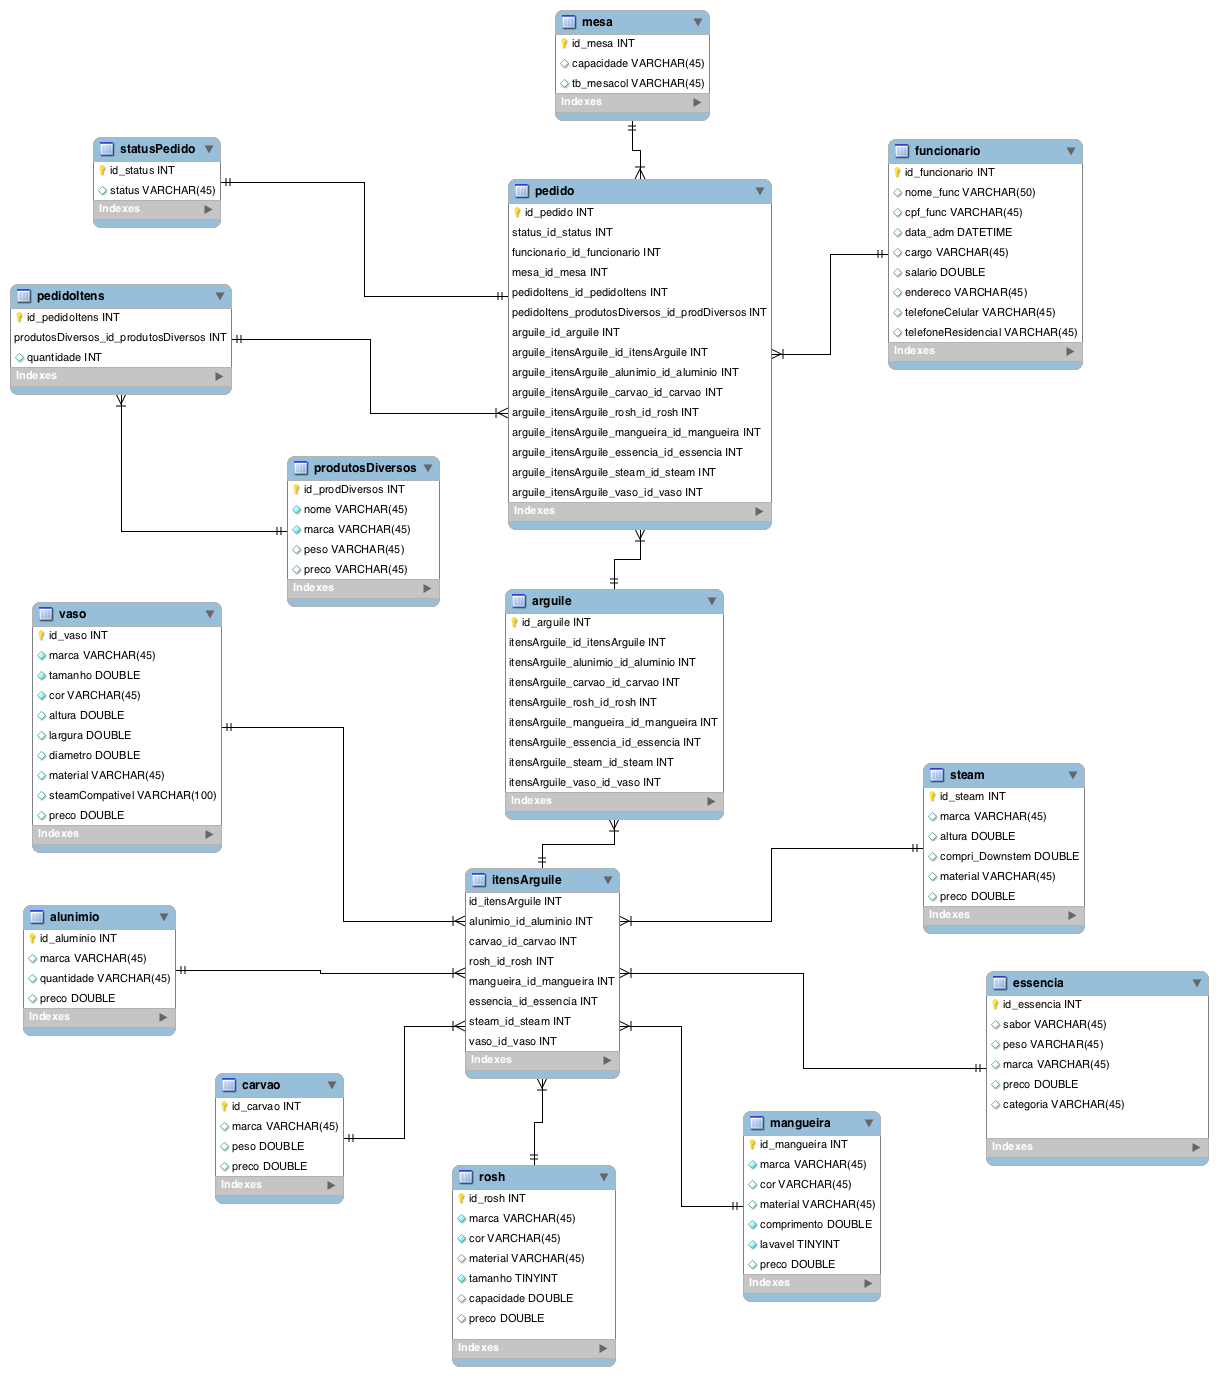 mesa
id_mesa INT
capacidade VARCHAR(45)
tb_mesacol VARCHAR(45)
Indexes
statusPedido
id_status INT
status VARCHAR(45)
Indexes
funcionario
id_funcionario INT
nome_func VARCHAR(50)
cpf_func VARCHAR(45)
data_adm DATETIME
cargo VARCHAR(45)
salario DOUBLE
endereco VARCHAR(45)
telefoneCelular VARCHAR(45)
telefoneResidencial VARCHAR(45)
Indexes
pedido
id_pedido INT
status_id_status INT
funcionario_id_funcionario INT
mesa_id_mesa INT
pedidoItens_id_pedidoItens INT
pedidoItens_produtosDiversos_id_prodDiversos INT
arguile_id_arguile INT
arguile_itensArguile_id_itensArguile INT
arguile_itensArguile_alunimio_id_aluminio INT
arguile_itensArguile_carvao_id_carvao INT
arguile_itensArguile_rosh_id_rosh INT
arguile_itensArguile_mangueira_id_mangueira INT
arguile_itensArguile_essencia_id_essencia INT
arguile_itensArguile_steam_id_steam INT
arguile_itensArguile_vaso_id_vaso INT
Indexes
pedidoItens
id_pedidoItens INT
produtosDiversos_id_produtosDiversos INT
quantidade INT
Indexes
produtosDiversos
id_prodDiversos INT
nome VARCHAR(45)
marca VARCHAR(45)
peso VARCHAR(45)
preco VARCHAR(45)
Indexes
vaso
id_vaso INT
marca VARCHAR(45)
tamanho DOUBLE
cor VARCHAR(45)
altura DOUBLE
largura DOUBLE
diametro DOUBLE
material VARCHAR(45)
steamCompativel VARCHAR(100)
preco DOUBLE
Indexes
arguile
id_arguile INT
itensArguile_id_itensArguile INT
itensArguile_alunimio_id_aluminio INT
itensArguile_carvao_id_carvao INT
itensArguile_rosh_id_rosh INT
itensArguile_mangueira_id_mangueira INT
itensArguile_essencia_id_essencia INT
itensArguile_steam_id_steam INT
itensArguile_vaso_id_vaso INT
Indexes
steam
id_steam INT
marca VARCHAR(45)
altura DOUBLE
compri_Downstem DOUBLE
material VARCHAR(45)
preco DOUBLE
Indexes
itensArguile
id_itensArguile INT
alunimio_id_aluminio INT
carvao_id_carvao INT
rosh_id_rosh INT
mangueira_id_mangueira INT
essencia_id_essencia INT
steam_id_steam INT
vaso_id_vaso INT
Indexes
alunimio
id_aluminio INT
marca VARCHAR(45)
quantidade VARCHAR(45)
preco DOUBLE
Indexes
essencia
id_essencia INT
sabor VARCHAR(45)
peso VARCHAR(45)
marca VARCHAR(45)
preco DOUBLE
categoria VARCHAR(45)
Indexes
carvao
id_carvao INT
marca VARCHAR(45)
peso DOUBLE
preco DOUBLE
Indexes
mangueira
id_mangueira INT
marca VARCHAR(45)
cor VARCHAR(45)
material VARCHAR(45)
comprimento DOUBLE
lavavel TINYINT
preco DOUBLE
Indexes
rosh
id_rosh INT
marca VARCHAR(45)
cor VARCHAR(45)
material VARCHAR(45)
tamanho TINYINT
capacidade DOUBLE
preco DOUBLE
Indexes